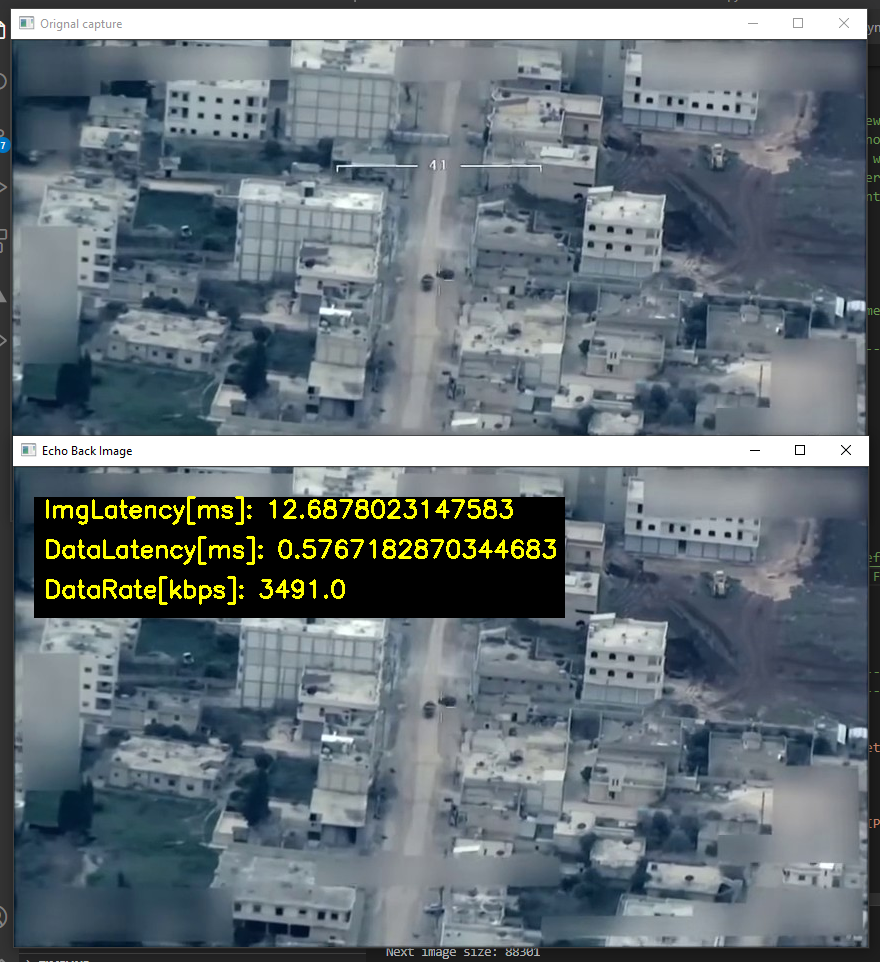 Orignal capture
41
7
Echo Back Image
ImgLatency[ms]: 12.6878023147583
DataLatency[ms]: 0.5767182870344683
DataRate[kbps]: 3491.0
Next image size: 88301